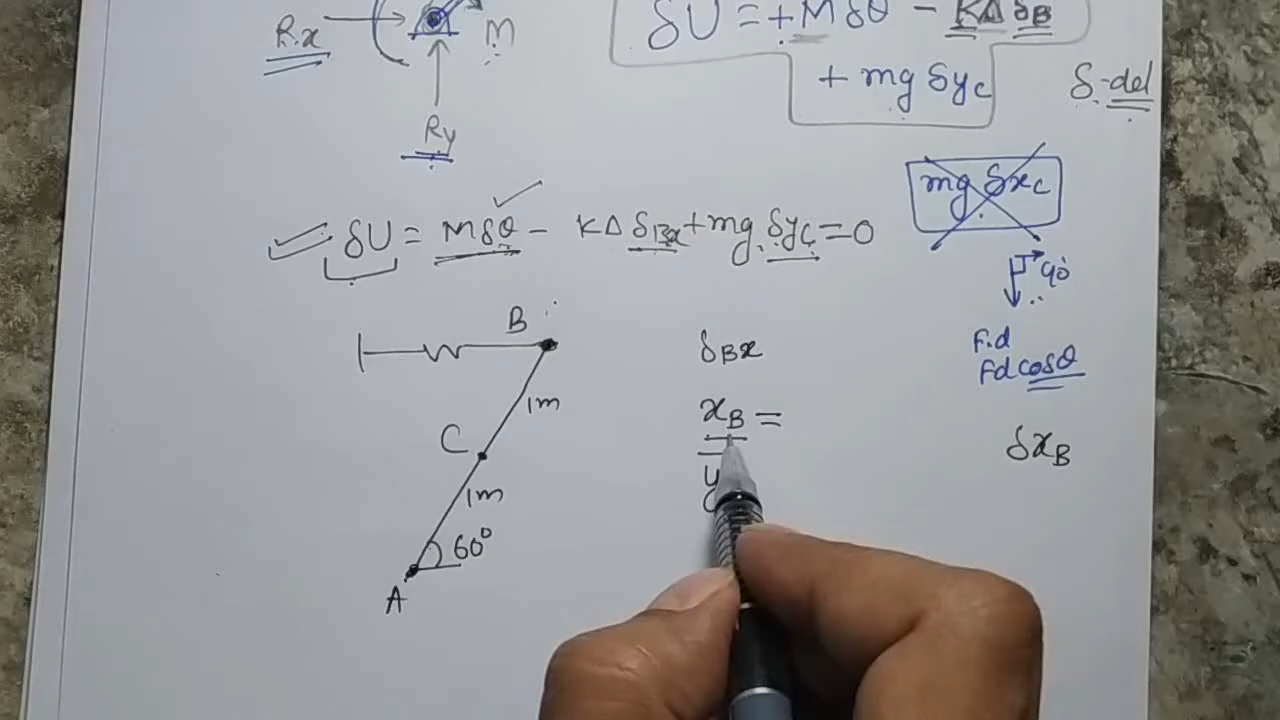 δU = + M δθ - KΔ δB
+ mg δyc
Rx
M
δ - del
Ry
mg δxc
δU = Mδθ - KΔ δBx + mg δyc = 0
90°
B
F.d
Fd cosθ
δBx
1m
xB =
C
δxB
y
1m
60°
A